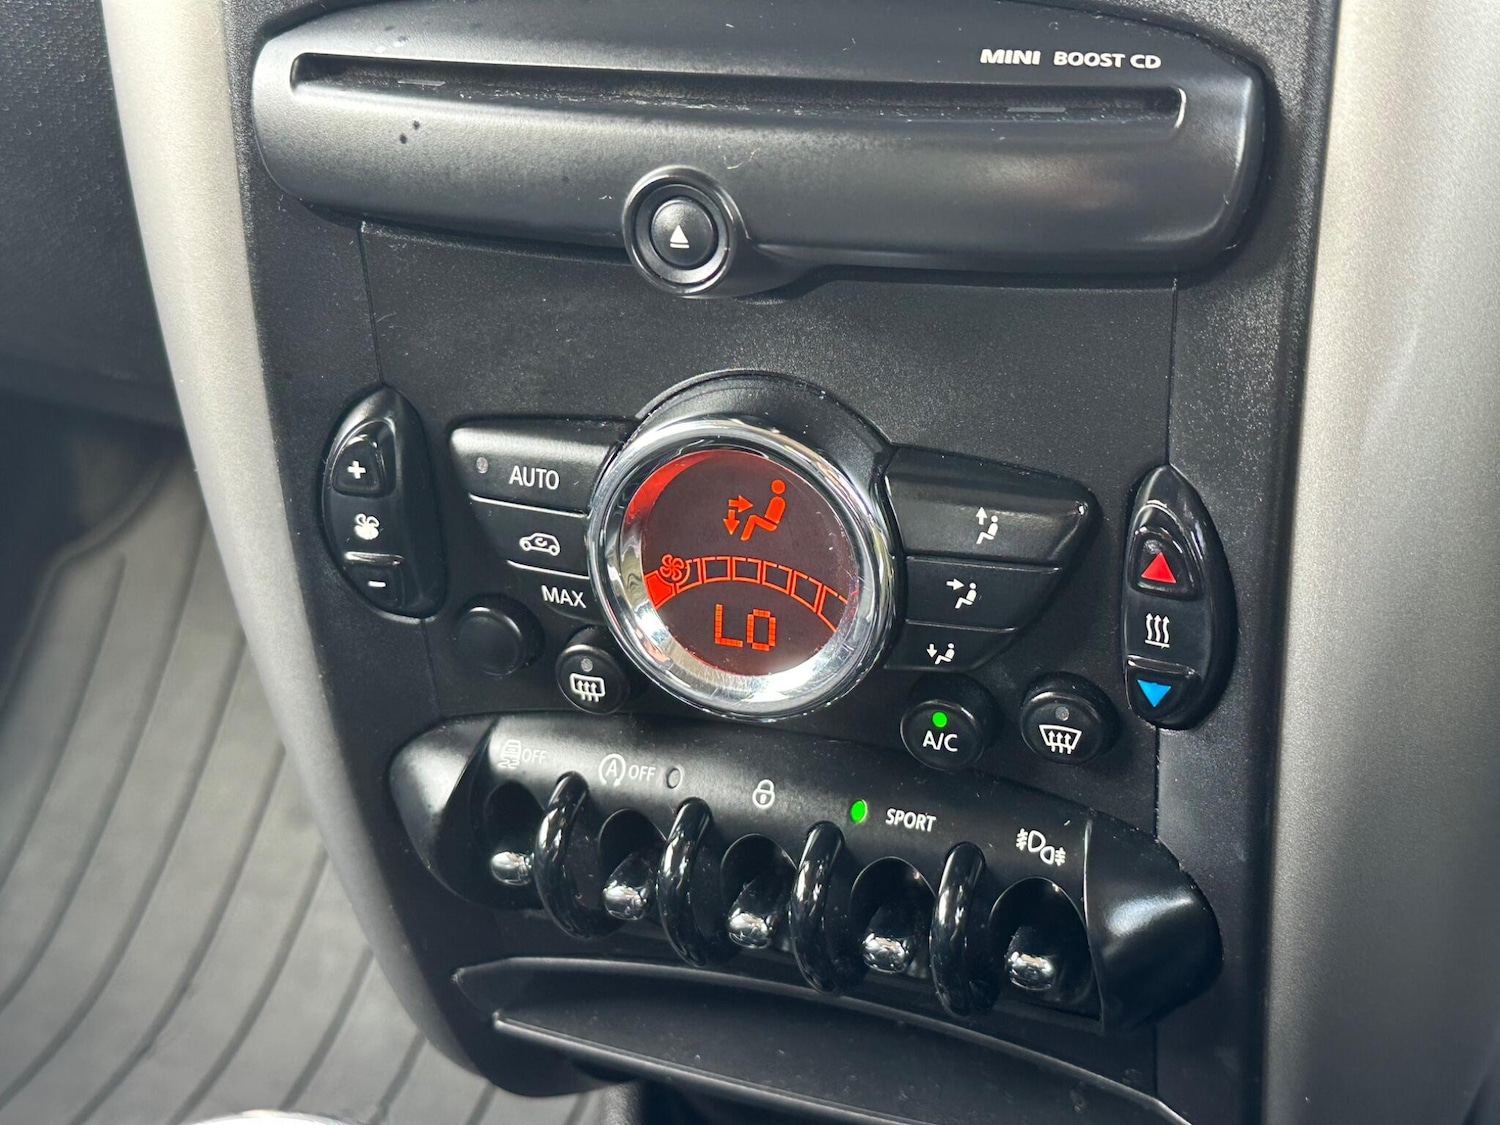 MINI BOOST CD
AUTO
MAX
LO
A/C
OFF
A OFF
SPORT